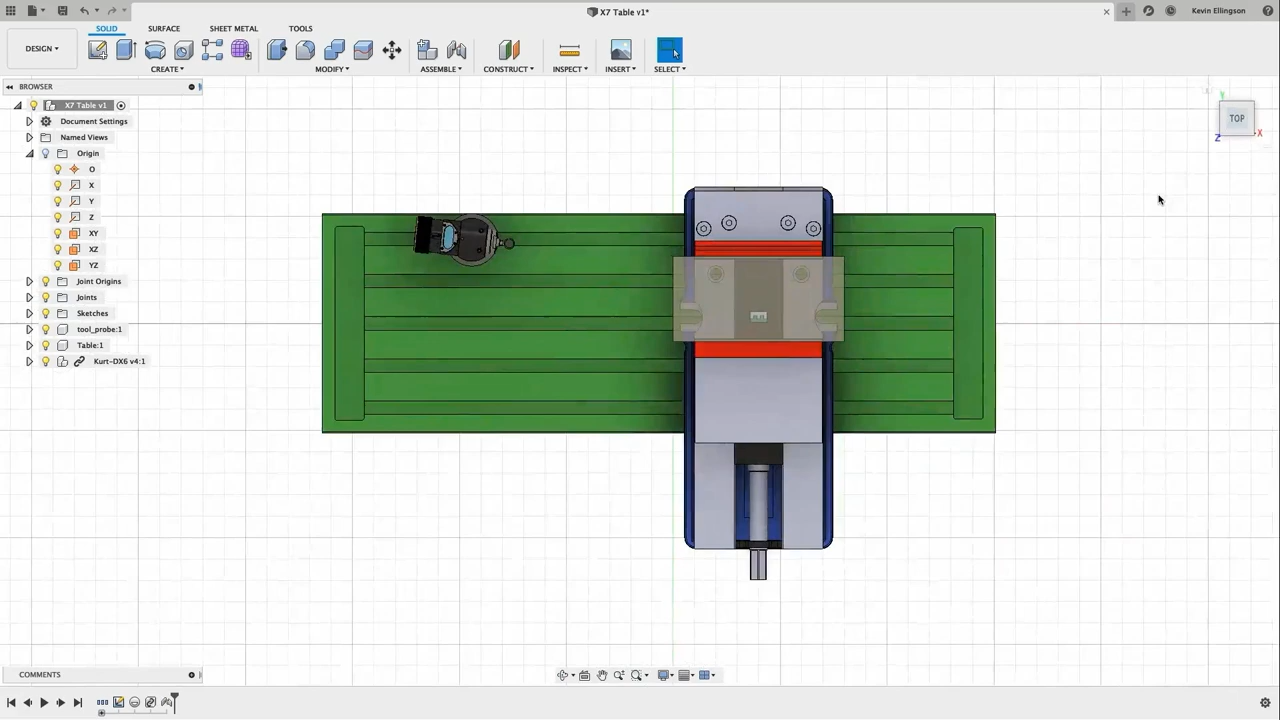 X7 Table v1*
Kevin Ellingson
SOLID SURFACE SHEET METAL TOOLS
DESIGN
CREATE MODIFY ASSEMBLE CONSTRUCT INSPECT INSERT SELECT
BROWSER
X7 Table v1
Document Settings
Named Views
Origin
O
X
Y
Z
XY
XZ
YZ
Joint Origins
Joints
Sketches
tool_probe:1
Table:1
Kurt-DX6 v4:1
Y
TOP
X
Z
COMMENTS